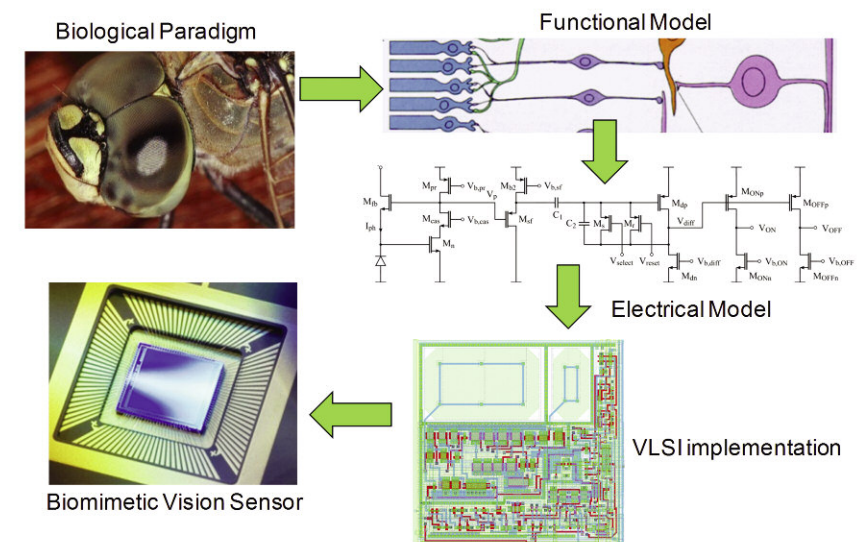 Biological Paradigm
Functional Model
M_fb
I_ph
M_pr
V_b,pr
M_cas
V_b,cas
M_n
V_p
M_b2
V_b,sf
M_sf
C_1
C_2
M_s
M_r
V_select
V_reset
M_dp
V_diff
V_b,diff
M_dn
M_ONp
V_ON
V_b,ON
M_ONn
M_OFFp
V_OFF
V_b,OFF
M_OFFn
Electrical Model
VLSI implementation
Biomimetic Vision Sensor